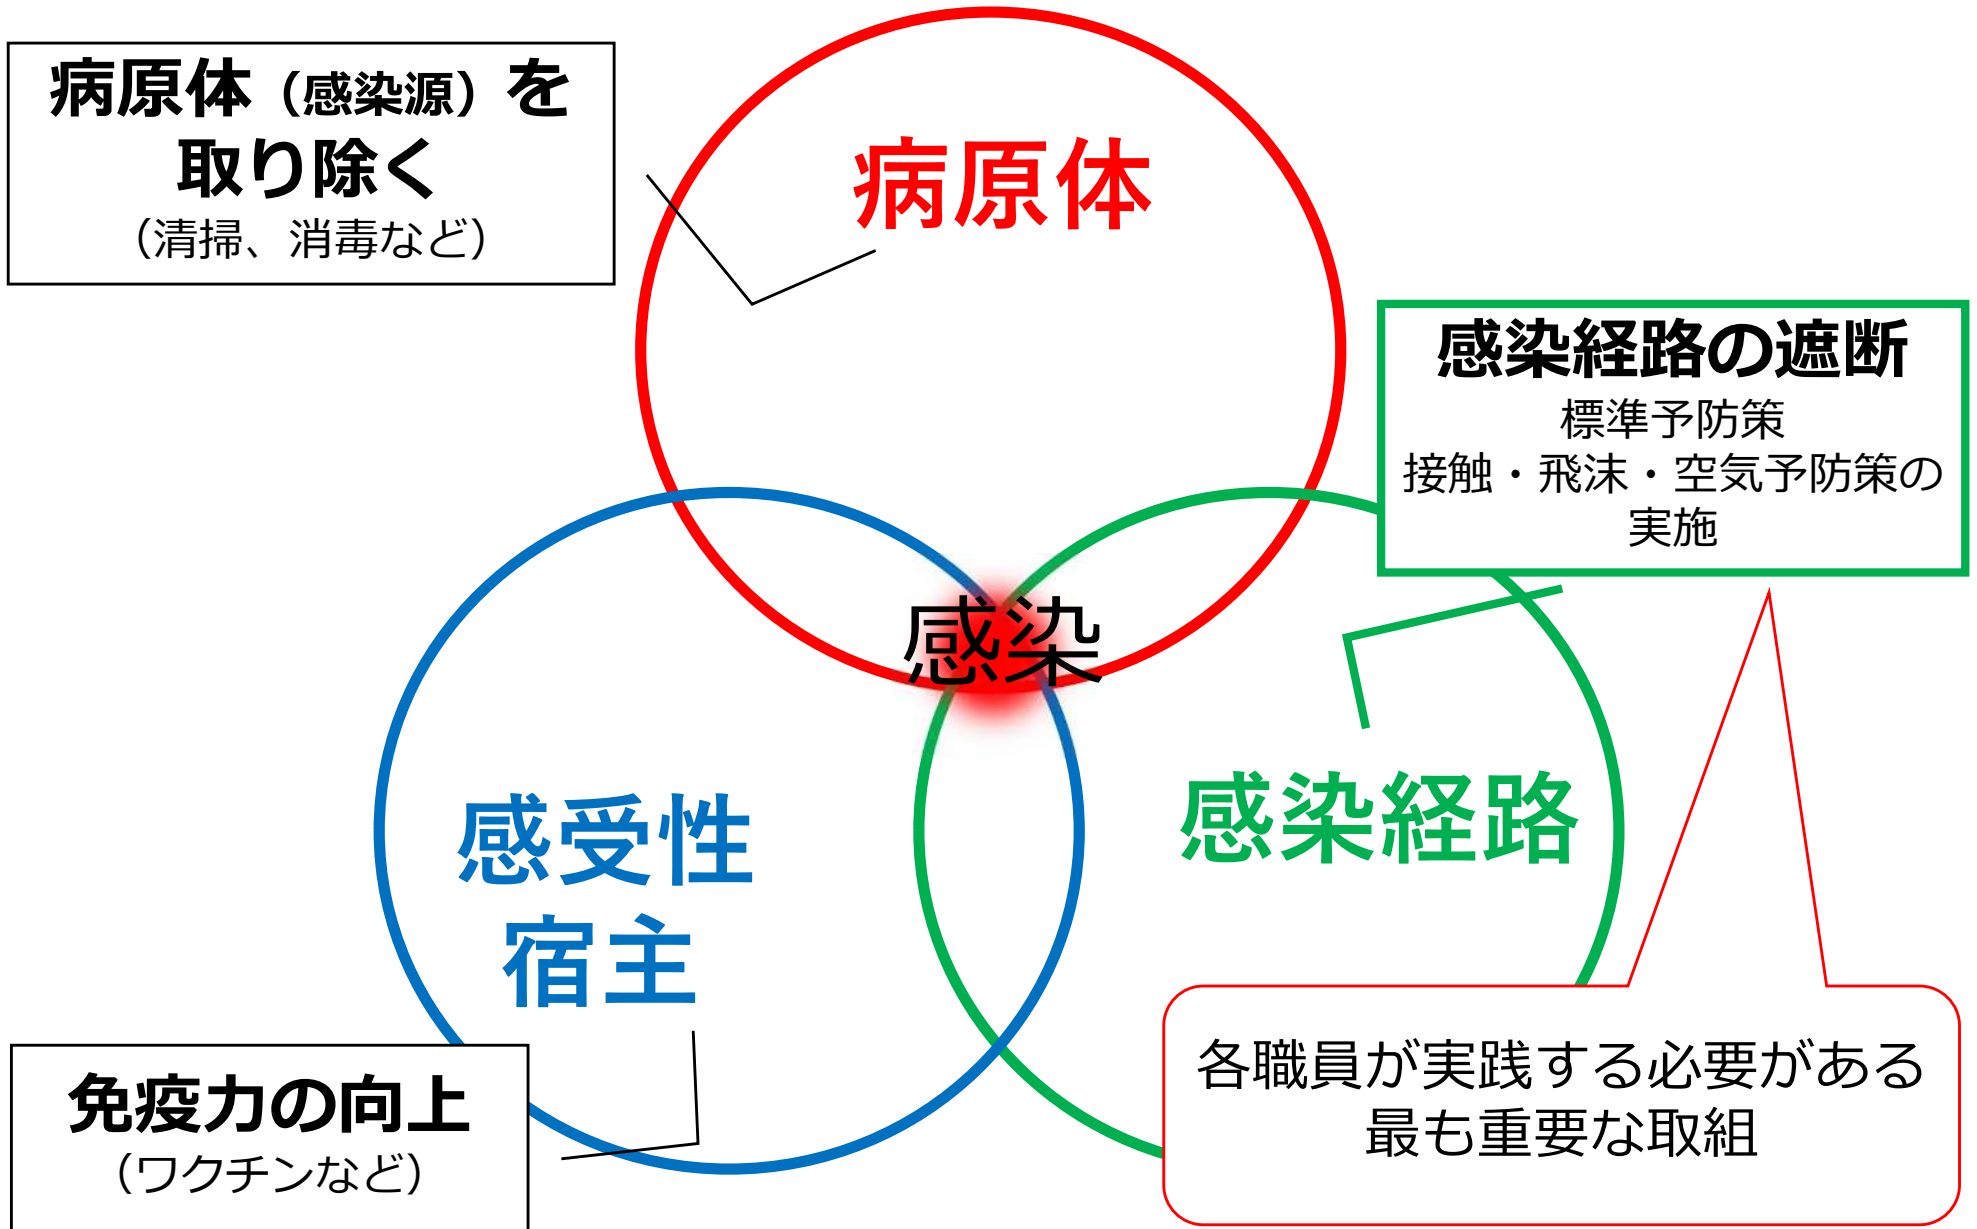 病原体（感染源）を
取り除く
（清掃、消毒など）
病原体
感染経路の遮断
標準予防策
接触・飛沫・空気予防策の
実施
感染
感受性
宿主
感染経路
免疫力の向上
（ワクチンなど）
各職員が実践する必要がある
最も重要な取組